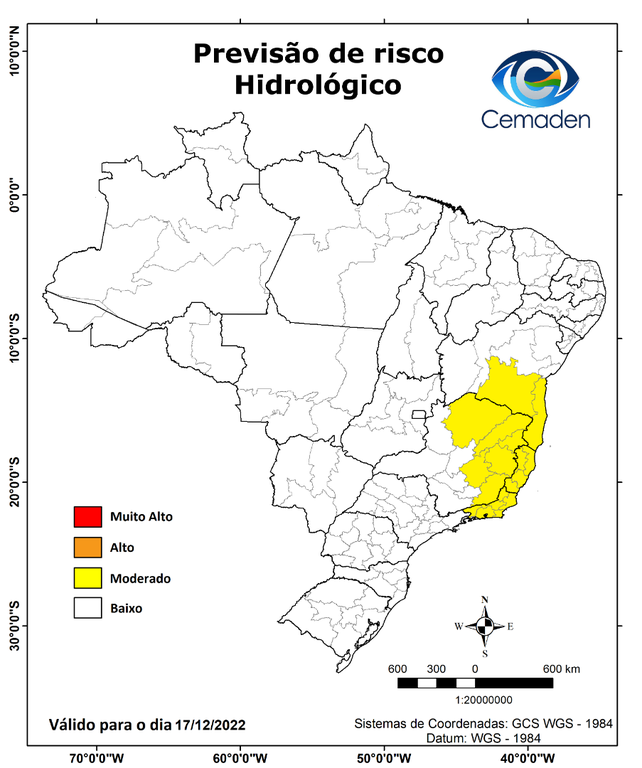 Previsão de risco
Hidrológico
Cemaden
10°0'0"N
0°0'0"
10°0'0"S
20°0'0"S
30°0'0"S
Muito Alto
Alto
Moderado
Baixo
N
W E
S
600 300 0 600 km
1:20000000
Válido para o dia 17/12/2022
Sistemas de Coordenadas: GCS WGS - 1984
Datum: WGS - 1984
70°0'0"W 60°0'0"W 50°0'0"W 40°0'0"W